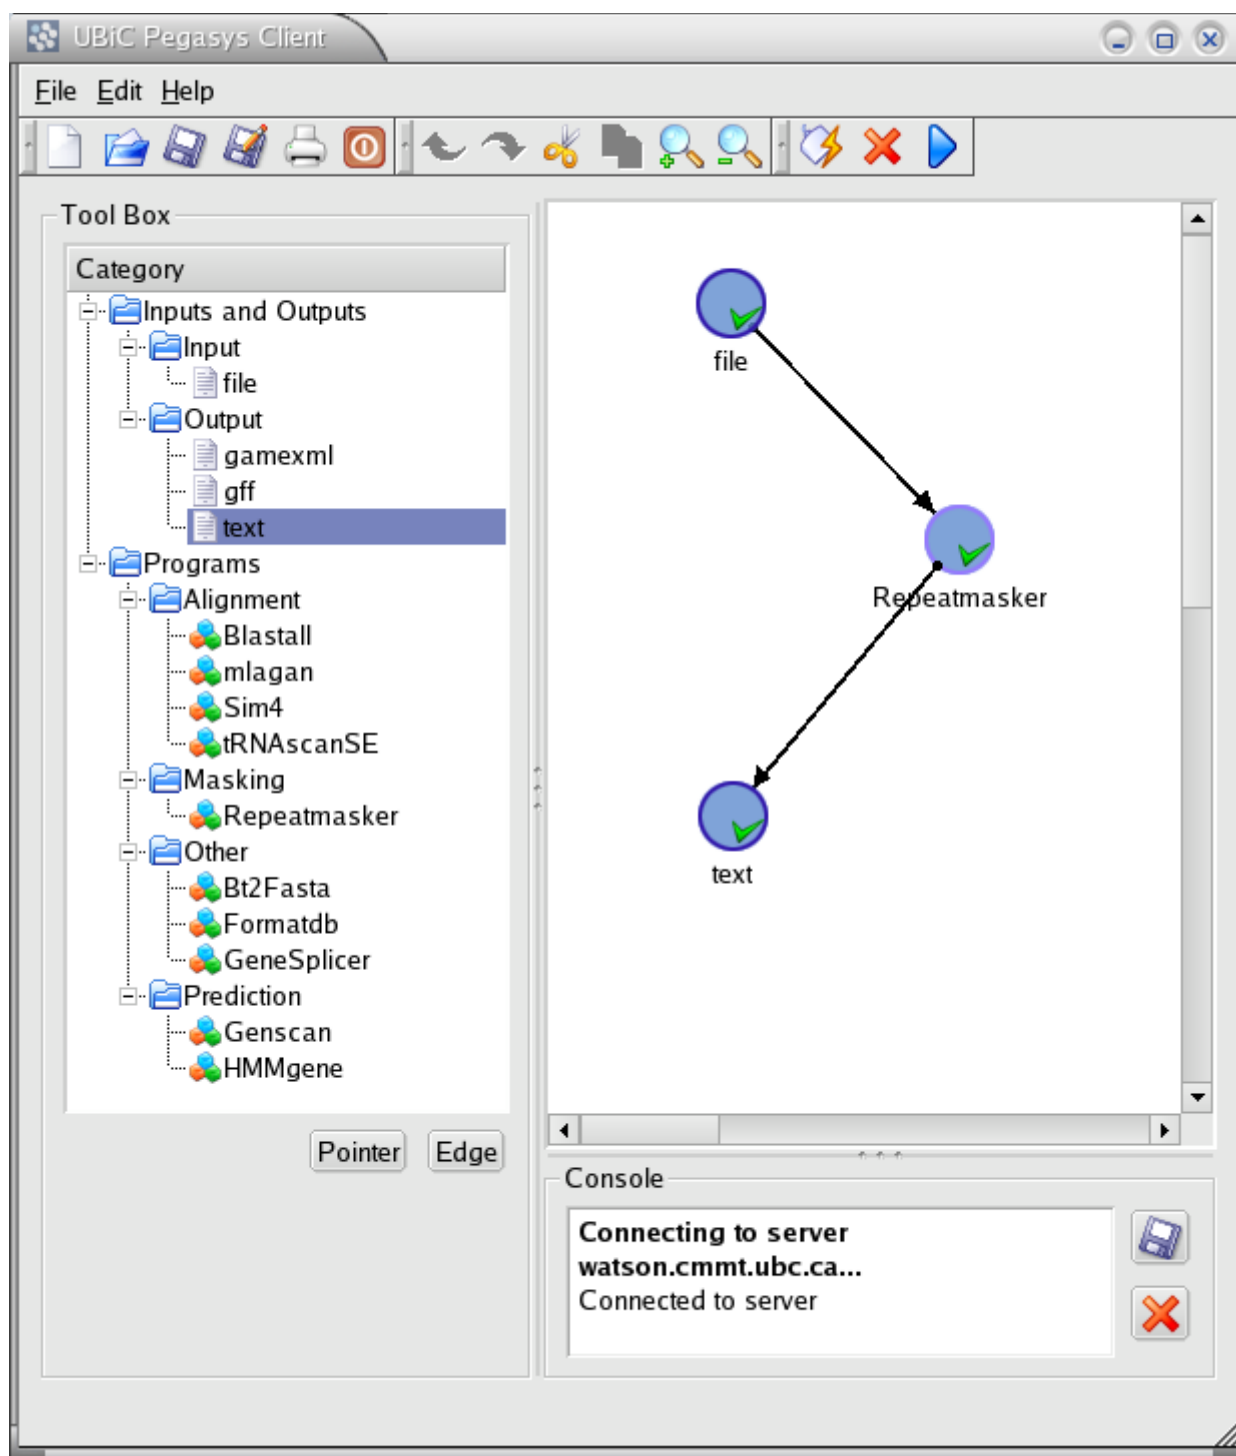 UBiC Pegasys Client
File Edit Help
Tool Box
Category
Inputs and Outputs
Input
file
Output
gamexml
gff
text
Programs
Alignment
Blastall
mlagan
Sim4
tRNAscanSE
Masking
Repeatmasker
Other
Bt2Fasta
Formatdb
GeneSplicer
Prediction
Genscan
HMMgene
Pointer Edge
file
Repeatmasker
text
Console
Connecting to server
watson.cmmt.ubc.ca...
Connected to server